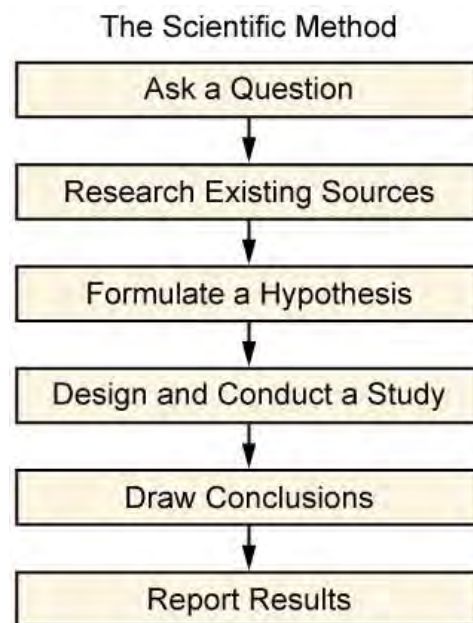 The Scientific Method
Ask a Question
Research Existing Sources
Formulate a Hypothesis
Design and Conduct a Study
Draw Conclusions
Report Results